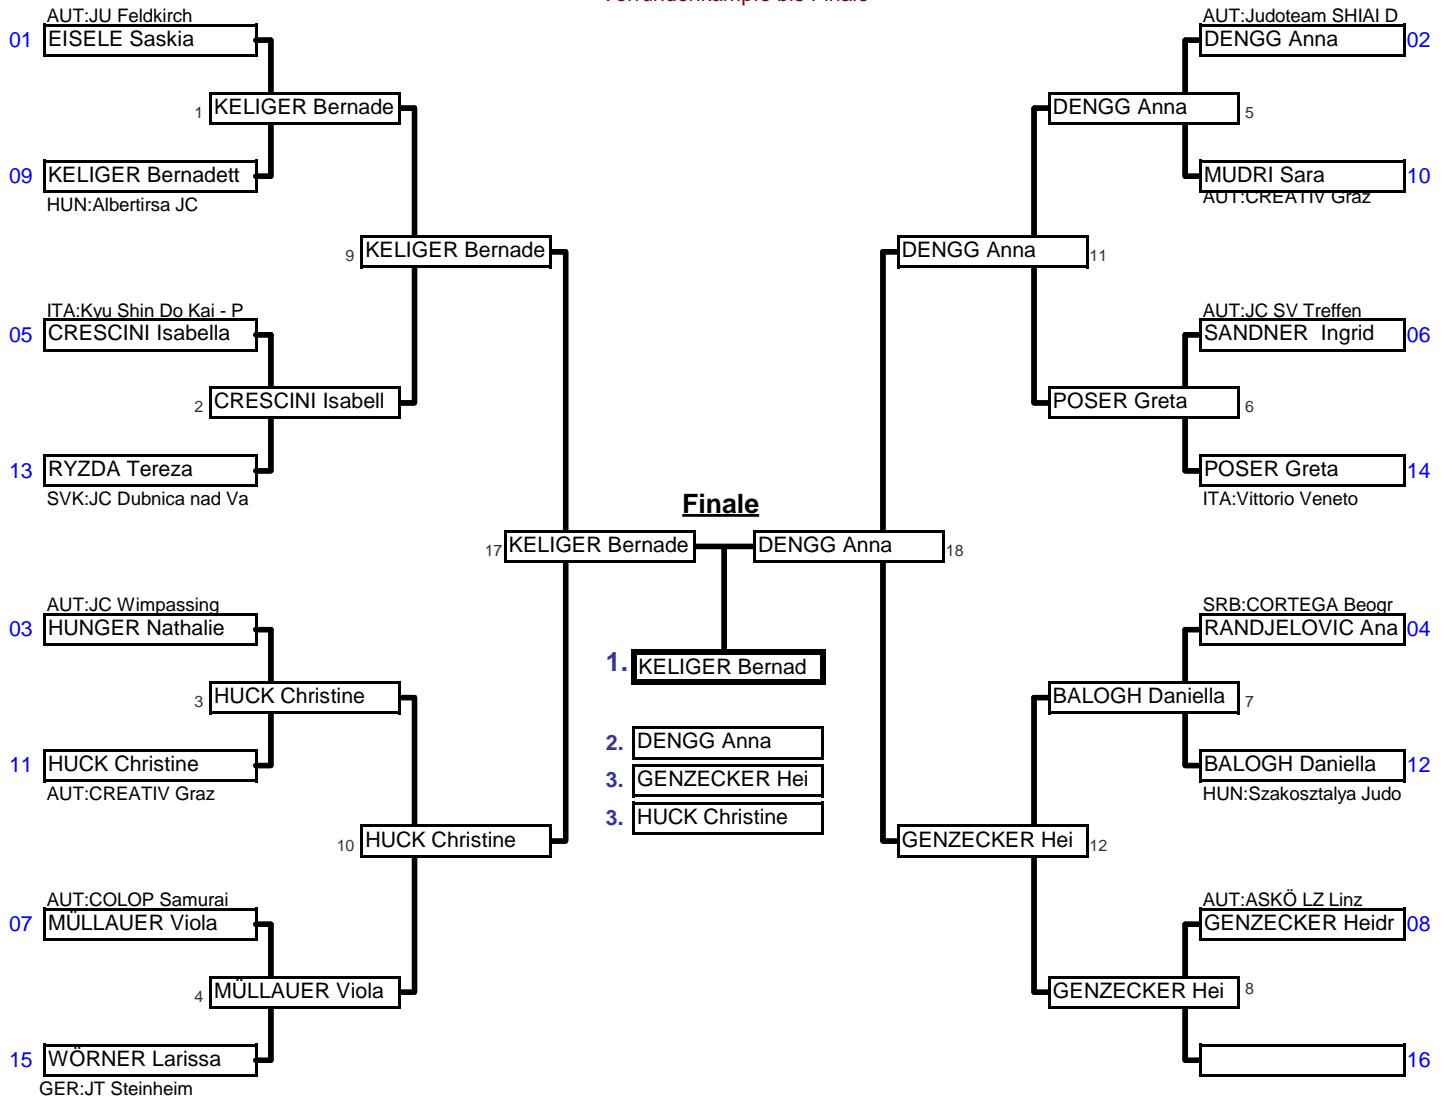 Vorrundenkämpfe bis Finale
AUT:JU Feldkirch
01 EISELE Saskia
1 KELIGER Bernade
09 KELIGER Bernadett
HUN:Albertirsa JC
9 KELIGER Bernade
ITA:Kyu Shin Do Kai - P
05 CRESCINI Isabella
2 CRESCINI Isabell
13 RYZDA Tereza
SVK:JC Dubnica nad Va
17 KELIGER Bernade
AUT:JC Wimpassing
03 HUNGER Nathalie
3 HUCK Christine
11 HUCK Christine
AUT:CREATIV Graz
10 HUCK Christine
AUT:COLOP Samurai
07 MÜLLAUER Viola
4 MÜLLAUER Viola
15 WÖRNER Larissa
GER:JT Steinheim
Finale
1. KELIGER Bernad
2. DENGG Anna
3. GENZECKER Hei
3. HUCK Christine
AUT:Judoteam SHIAI D
DENGG Anna 02
DENGG Anna 5
MUDRI Sara 10
AUT:CREATIV Graz
DENGG Anna 11
AUT:JC SV Treffen
SANDNER Ingrid 06
POSER Greta 6
POSER Greta 14
ITA:Vittorio Veneto
DENGG Anna 18
SRB:CORTEGA Beogr
RANDJELOVIC Ana 04
BALOGH Daniella 7
BALOGH Daniella 12
HUN:Szakosztalya Judo
GENZECKER Hei 12
AUT:ASKÖ LZ Linz
GENZECKER Heidr 08
GENZECKER Hei 8
16